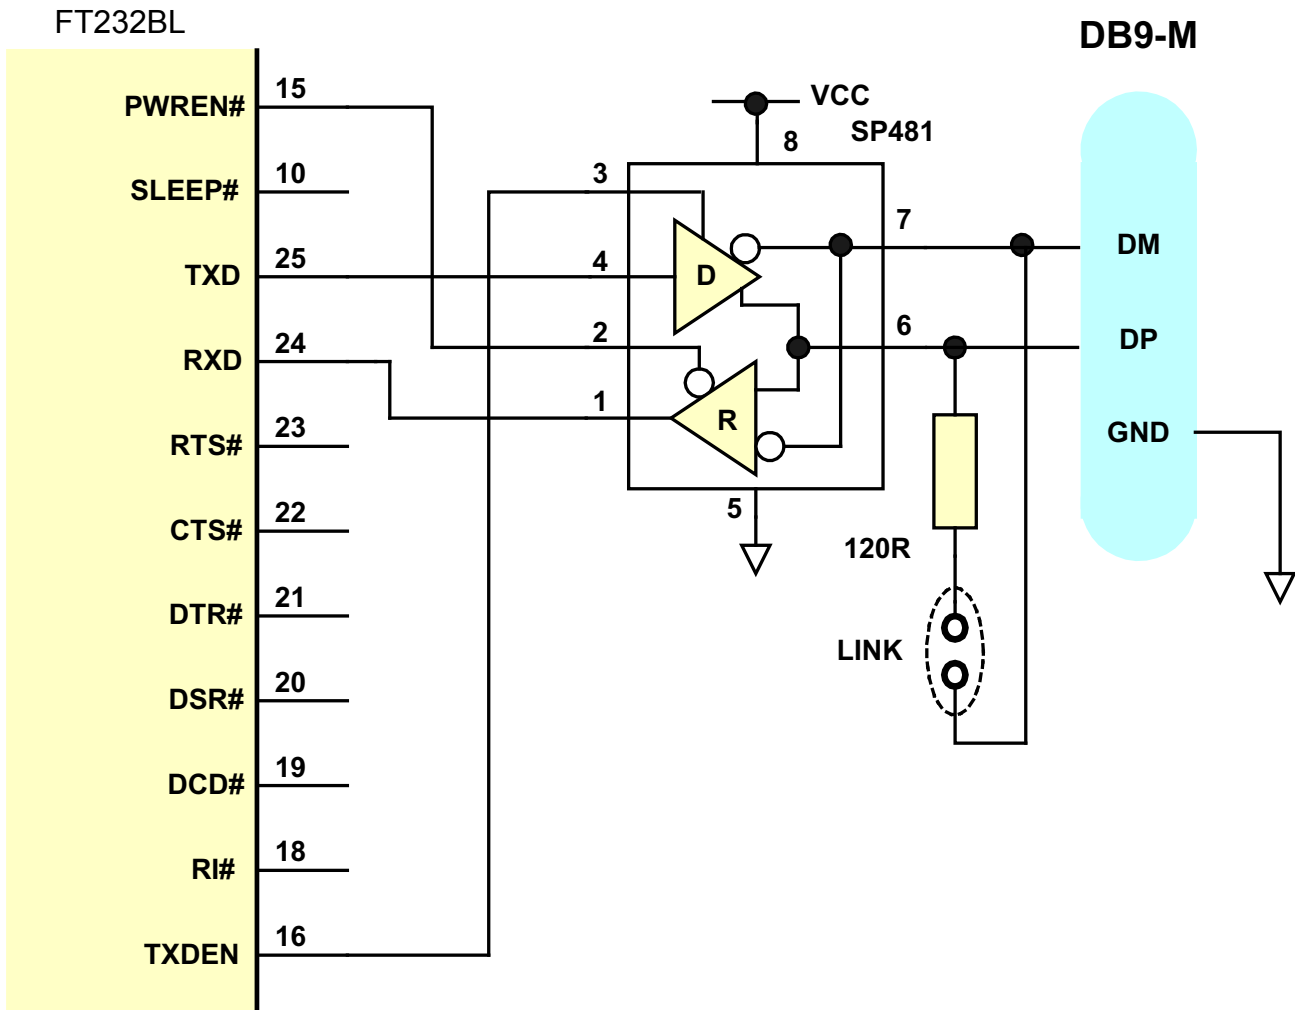 FT232BL
DB9-M
PWREN# 15
SLEEP# 10
TXD 25
RXD 24
RTS# 23
CTS# 22
DTR# 21
DSR# 20
DCD# 19
RI# 18
TXDEN 16
VCC
SP481
8
3
4
2
1
D
R
7
6
5
120R
LINK
DM
DP
GND